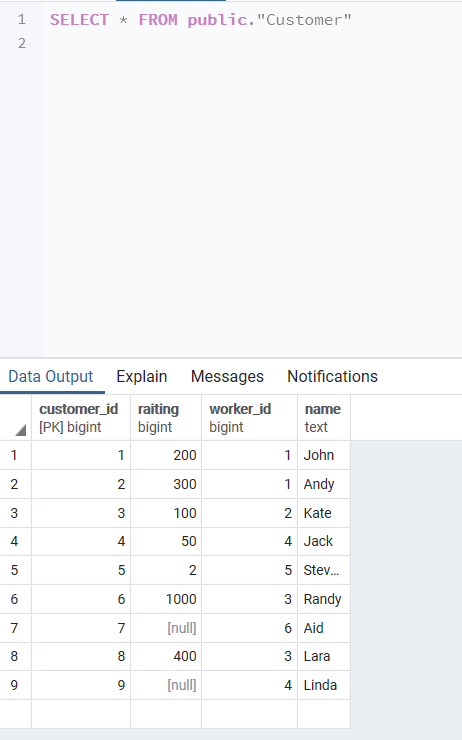 1 SELECT * FROM public."Customer"
2
Data Output Explain Messages Notifications
customer_id raiting worker_id name
[PK] bigint bigint bigint text
1 1 200 1 John
2 2 300 1 Andy
3 3 100 2 Kate
4 4 50 4 Jack
5 5 2 5 Stev...
6 6 1000 3 Randy
7 7 [null] 6 Aid
8 8 400 3 Lara
9 9 [null] 4 Linda